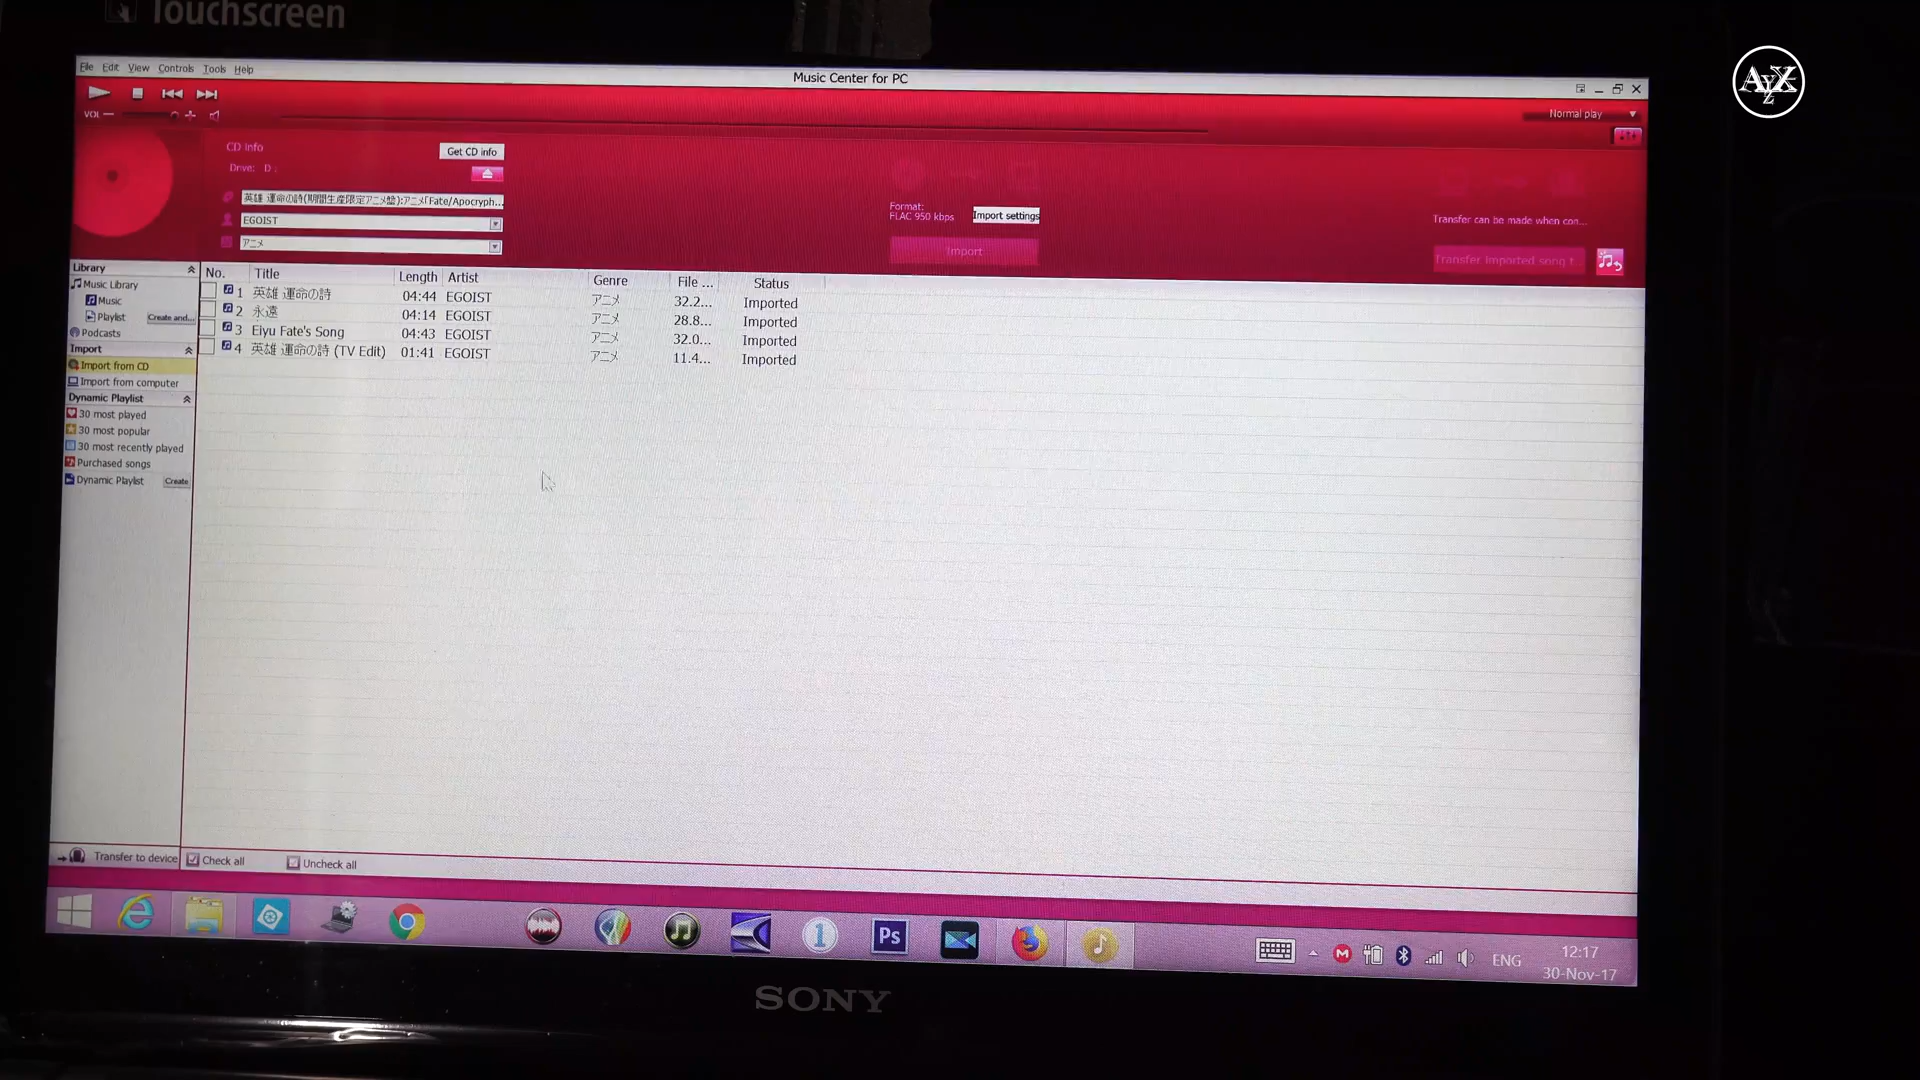 Touchscreen
AyXz
File Edit View Controls Tools Help
Music Center for PC
VOL
Normal play
CD Info
Get CD info
Drive: D:
英雄 運命の詩(期間生産限定アニメ盤):アニメ「Fate/Apocryph...
EGOIST
アニメ
Format:
FLAC 950 kbps
Import settings
Import
Transfer can be made when con...
Transfer imported song t...
Library
Music Library
Music
Playlist Create and...
Podcasts
Import
Import from CD
Import from computer
Dynamic Playlist
30 most played
30 most popular
30 most recently played
Purchased songs
Dynamic Playlist Create
No. Title Length Artist Genre File ... Status
1 英雄 運命の詩 04:44 EGOIST アニメ 32.2... Imported
2 永遠 04:14 EGOIST アニメ 28.8... Imported
3 Eiyu Fate's Song 04:43 EGOIST アニメ 32.0... Imported
4 英雄 運命の詩 (TV Edit) 01:41 EGOIST アニメ 11.4... Imported
Transfer to device
Check all Uncheck all
Ps
ENG
12:17
30-Nov-17
SONY